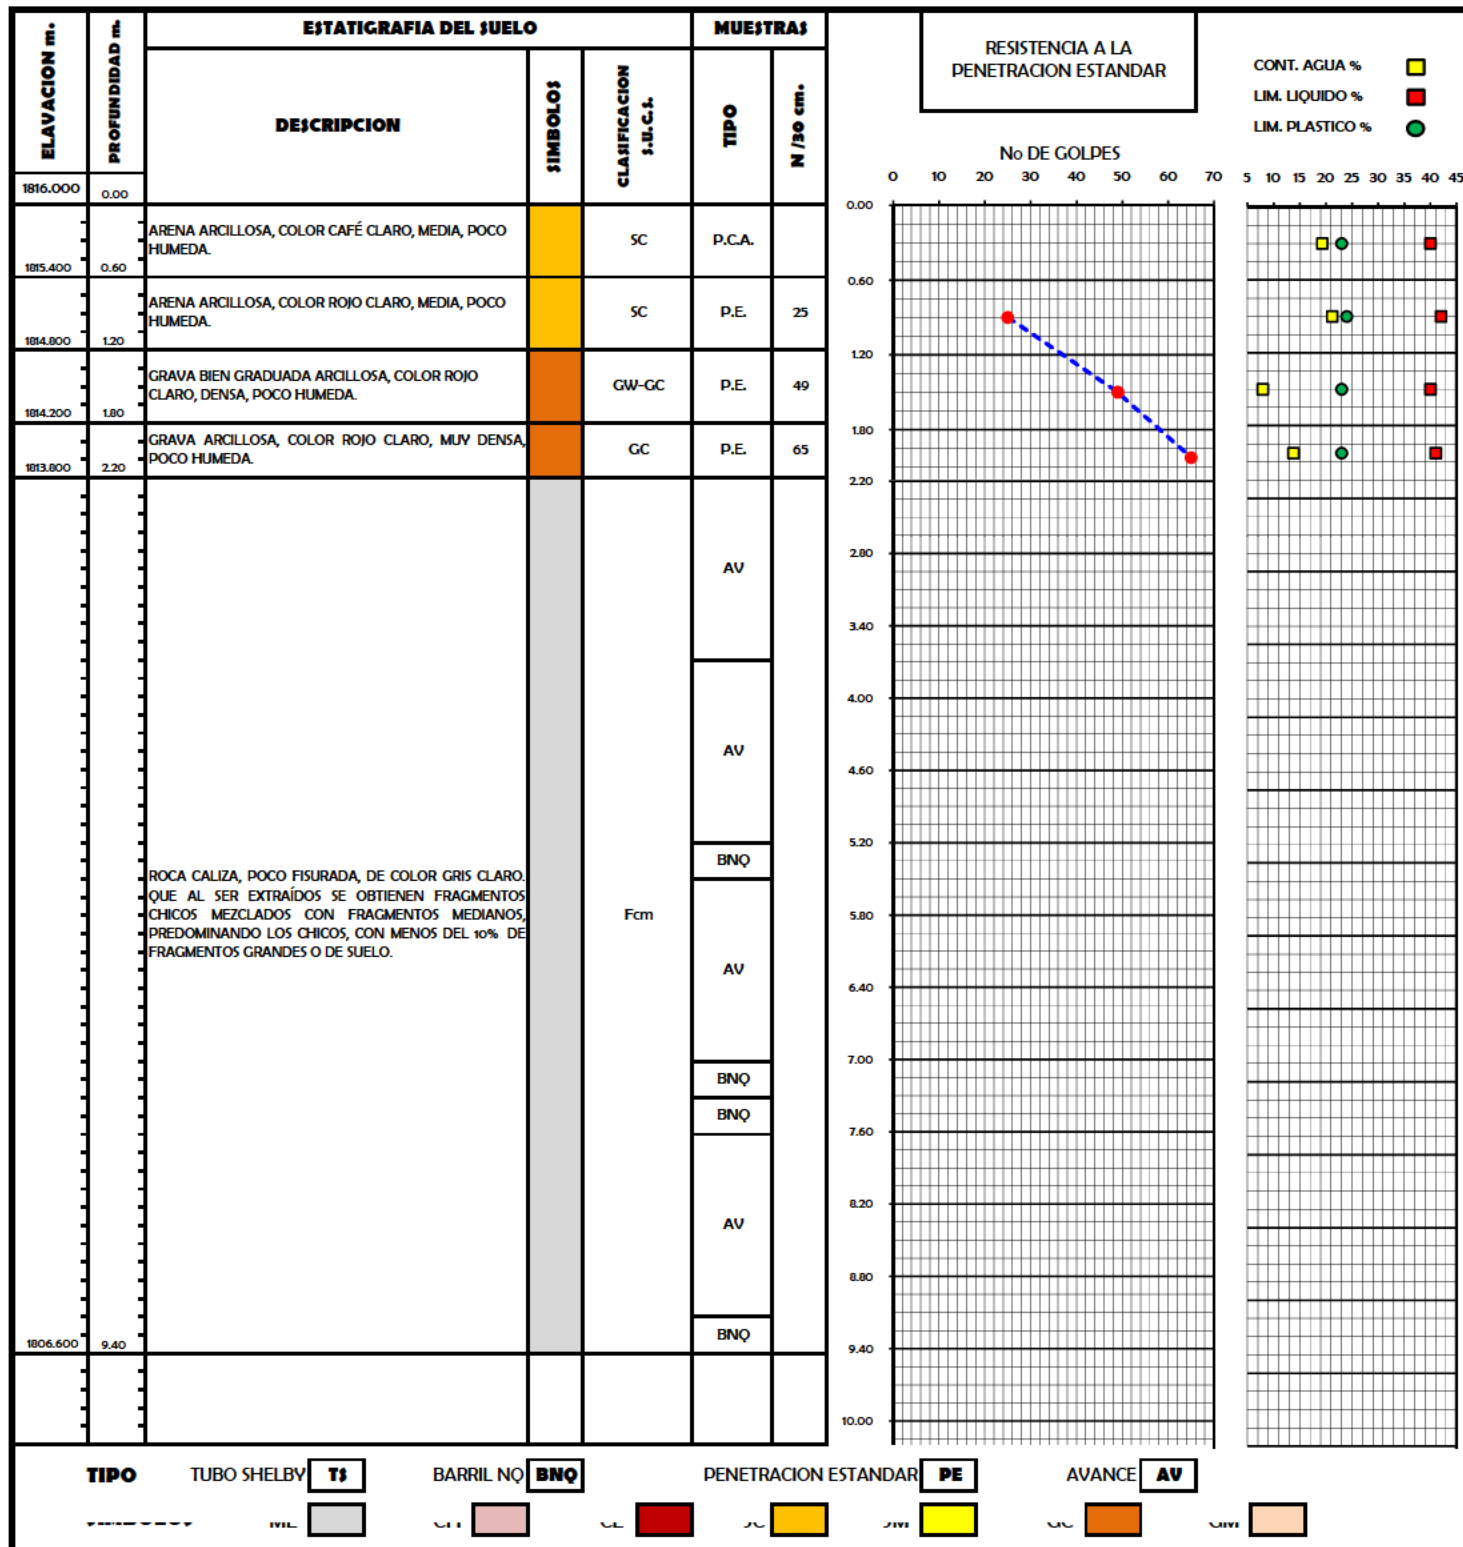 ESTATIGRAFIA DEL SUELO
MUESTRAS
ELAVACION m.
PROFUNDIDAD m.
DESCRIPCION
SIMBOLOS
CLASIFICACION S.U.C.S.
TIPO
N /30 cm.
1816.000 0.00
RESISTENCIA A LA
PENETRACION ESTANDAR
CONT. AGUA %
LIM. LIQUIDO %
LIM. PLASTICO %
No DE GOLPES
0 10 20 30 40 50 60 70
5 10 15 20 25 30 35 40 45
ARENA ARCILLOSA, COLOR CAFÉ CLARO, MEDIA, POCO
HUMEDA.
SC P.C.A.
1815.400 0.60
ARENA ARCILLOSA, COLOR ROJO CLARO, MEDIA, POCO
HUMEDA.
SC P.E. 25
1814.800 1.20
GRAVA BIEN GRADUADA ARCILLOSA, COLOR ROJO
CLARO, DENSA, POCO HUMEDA.
GW-GC P.E. 49
1814.200 1.80
GRAVA ARCILLOSA, COLOR ROJO CLARO, MUY DENSA,
POCO HUMEDA.
GC P.E. 65
1813.800 2.20
AV
AV
BNQ
ROCA CALIZA, POCO FISURADA, DE COLOR GRIS CLARO.
QUE AL SER EXTRAÍDOS SE OBTIENEN FRAGMENTOS
CHICOS MEZCLADOS CON FRAGMENTOS MEDIANOS,
PREDOMINANDO LOS CHICOS, CON MENOS DEL 10% DE
FRAGMENTOS GRANDES O DE SUELO.
Fcm
AV
BNQ
BNQ
AV
BNQ
1806.600 9.40
0.00
0.60
1.20
1.80
2.20
2.80
3.40
4.00
4.60
5.20
5.80
6.40
7.00
7.60
8.20
8.80
9.40
10.00
TIPO TUBO SHELBY TS BARRIL NQ BNQ PENETRACION ESTANDAR PE AVANCE AV